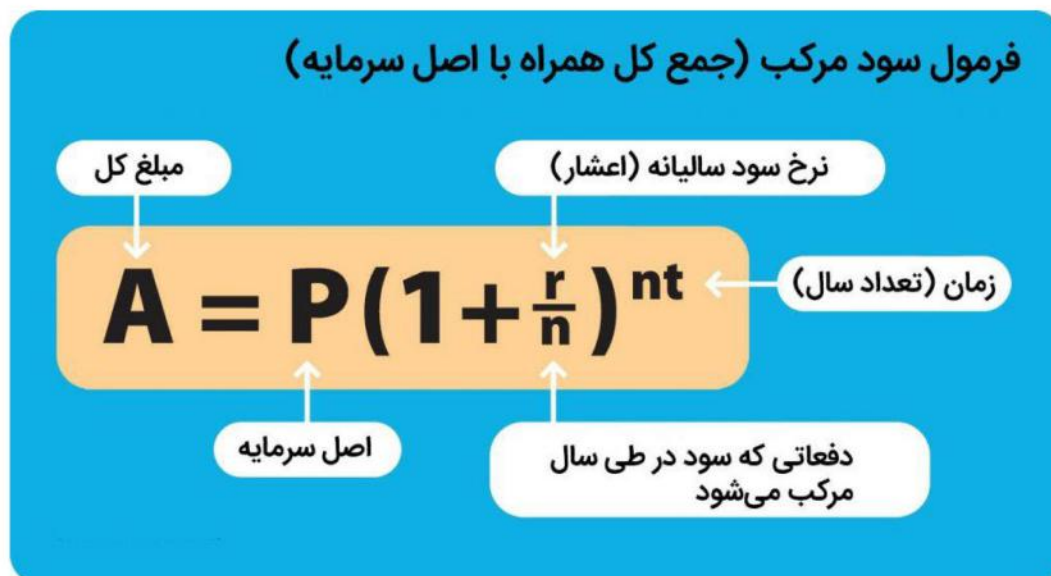 فرمول سود مرکب (جمع کل همراه با اصل سرمایه)
مبلغ کل
نرخ سود سالیانه (اعشار)
A = P(1+r/n)^nt
زمان (تعداد سال)
اصل سرمایه
دفعاتی که سود در طی سال
مرکب می‌شود